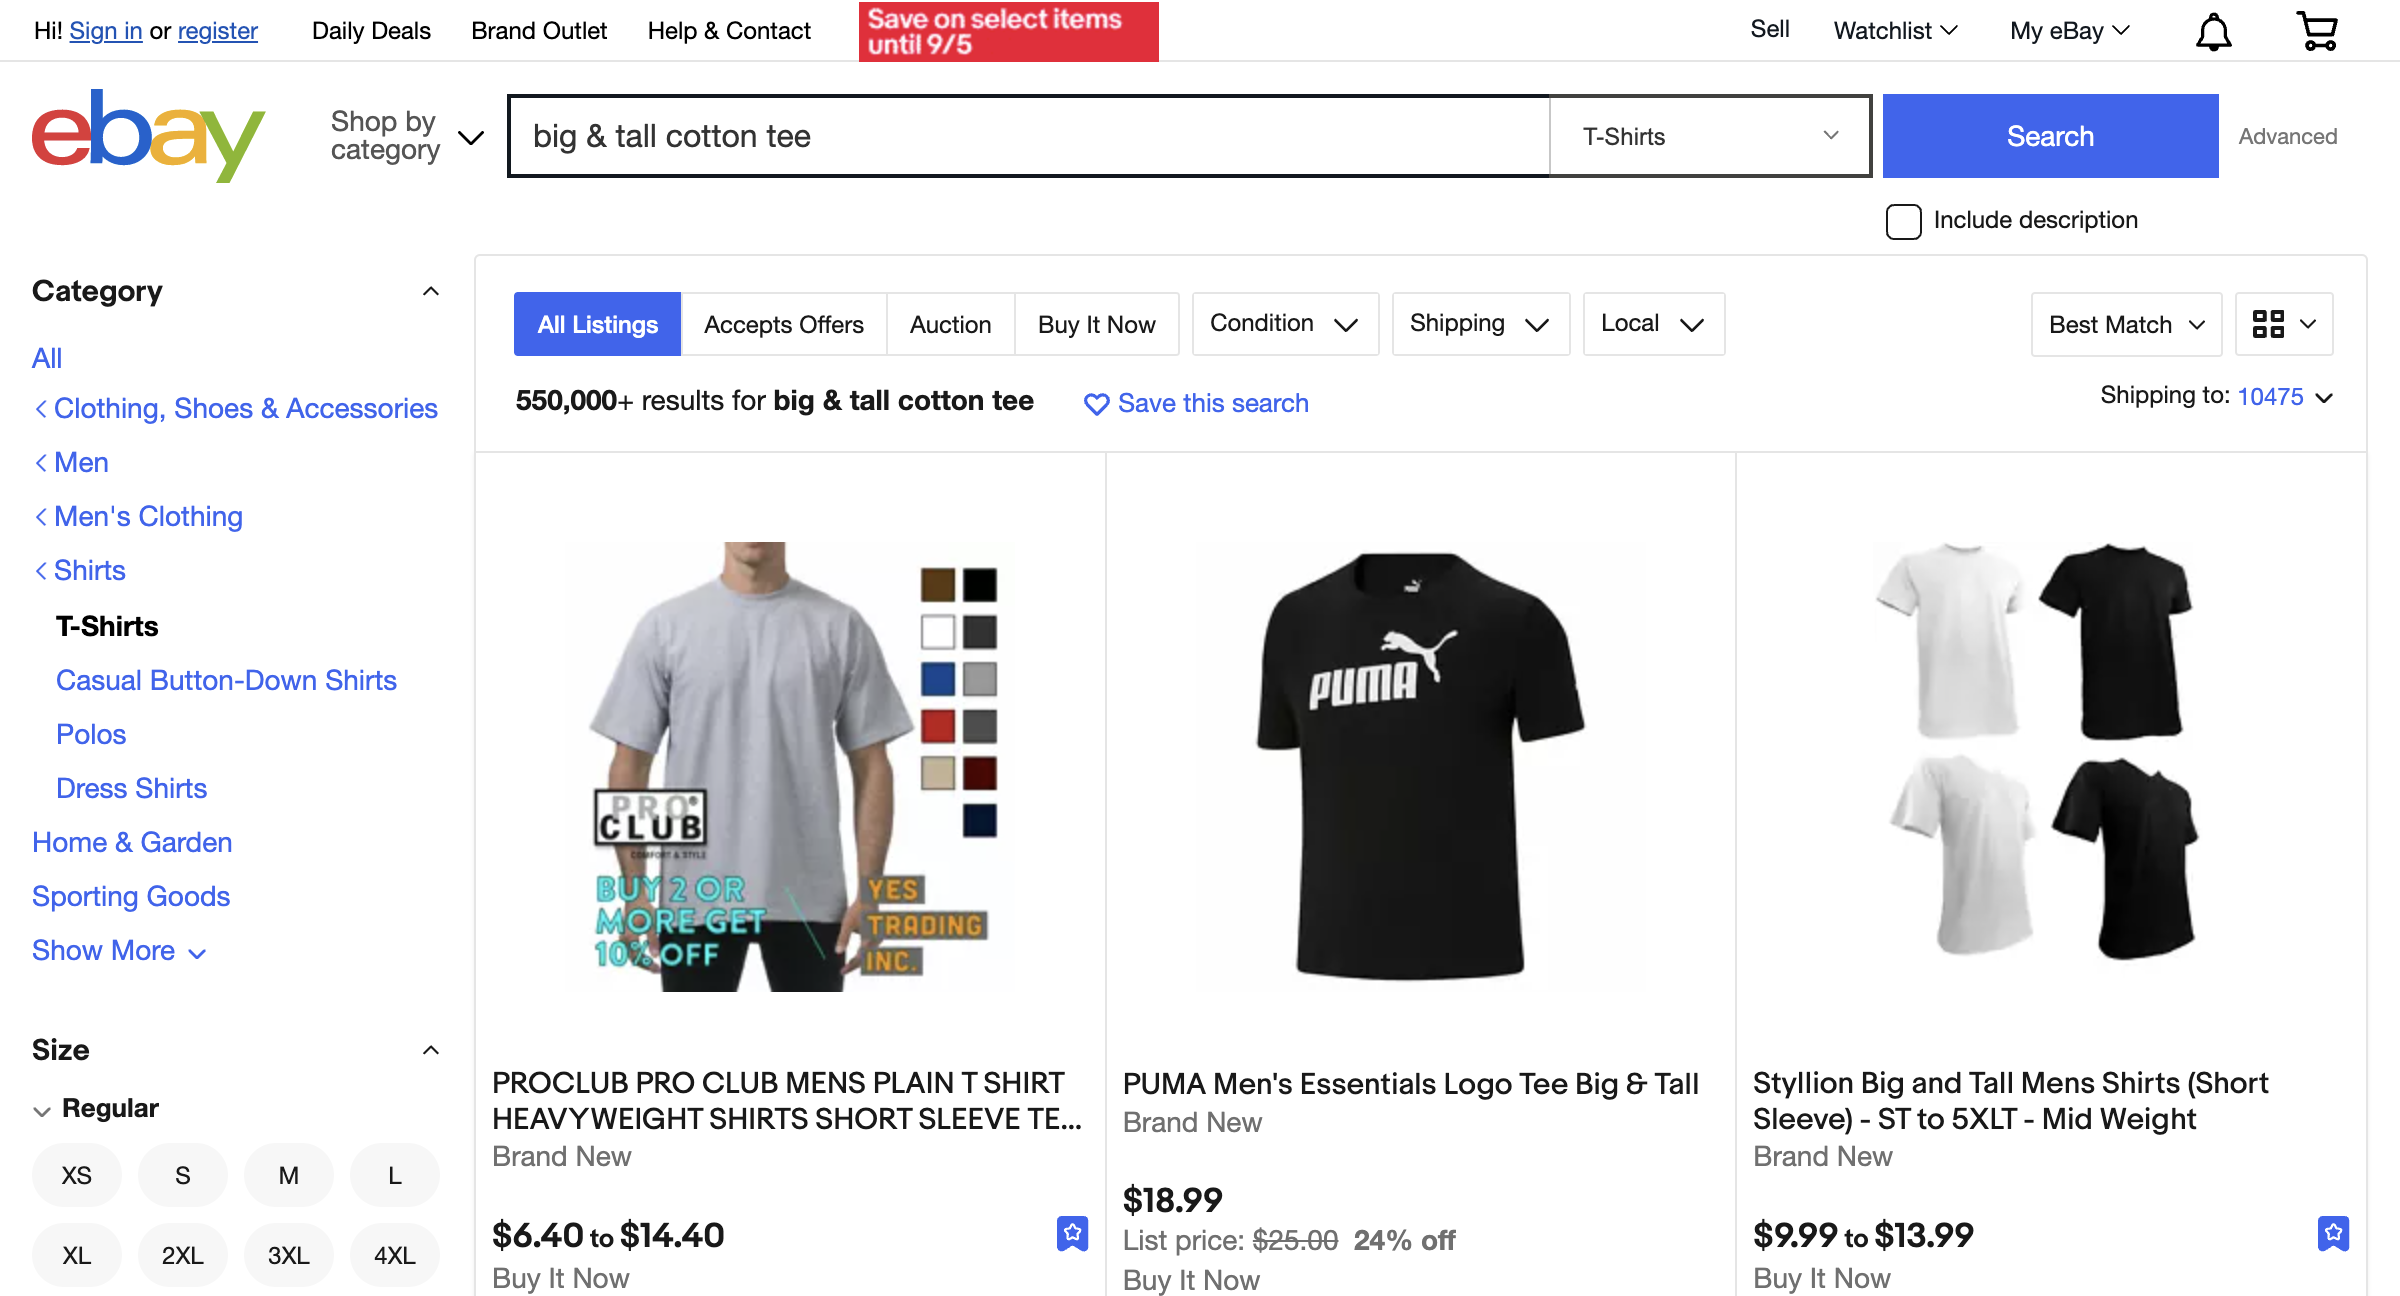 Hi! Sign in or register
Daily Deals
Brand Outlet
Help & Contact
Save on select items
until 9/5
Sell
Watchlist
My eBay
ebay
Shop by
category
big & tall cotton tee
T-Shirts
Search
Advanced
Include description
Category
All
Clothing, Shoes & Accessories
Men
Men's Clothing
Shirts
T-Shirts
Casual Button-Down Shirts
Polos
Dress Shirts
Home & Garden
Sporting Goods
Show More
Size
Regular
XS S M L
XL 2XL 3XL 4XL
All Listings
Accepts Offers
Auction
Buy It Now
Condition
Shipping
Local
Best Match
550,000+ results for big & tall cotton tee
Save this search
Shipping to: 10475
PRO
CLUB
COMFORT & STYLE
BUY 2 OR
MORE GET
10% OFF
YES
TRADING
INC.
PROCLUB PRO CLUB MENS PLAIN T SHIRT
HEAVYWEIGHT SHIRTS SHORT SLEEVE TE...
Brand New
$6.40 to $14.40
Buy It Now
PUMA
PUMA Men's Essentials Logo Tee Big & Tall
Brand New
$18.99
List price: $25.00 24% off
Buy It Now
Styllion Big and Tall Mens Shirts (Short
Sleeve) - ST to 5XLT - Mid Weight
Brand New
$9.99 to $13.99
Buy It Now